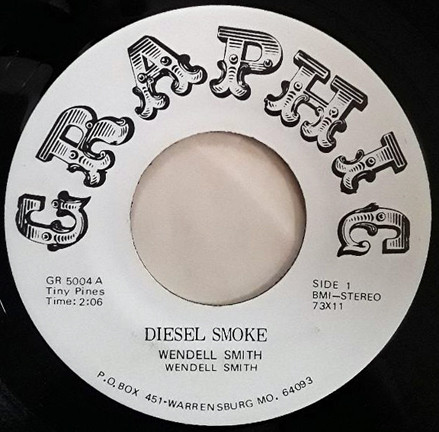 GRAPHIC
GR 5004 A
Tiny Pines
Time: 2:06
SIDE 1
BMI-STEREO
73X11
DIESEL SMOKE
WENDELL SMITH
WENDELL SMITH
P.O. BOX 451-WARRENSBURG MO. 64093